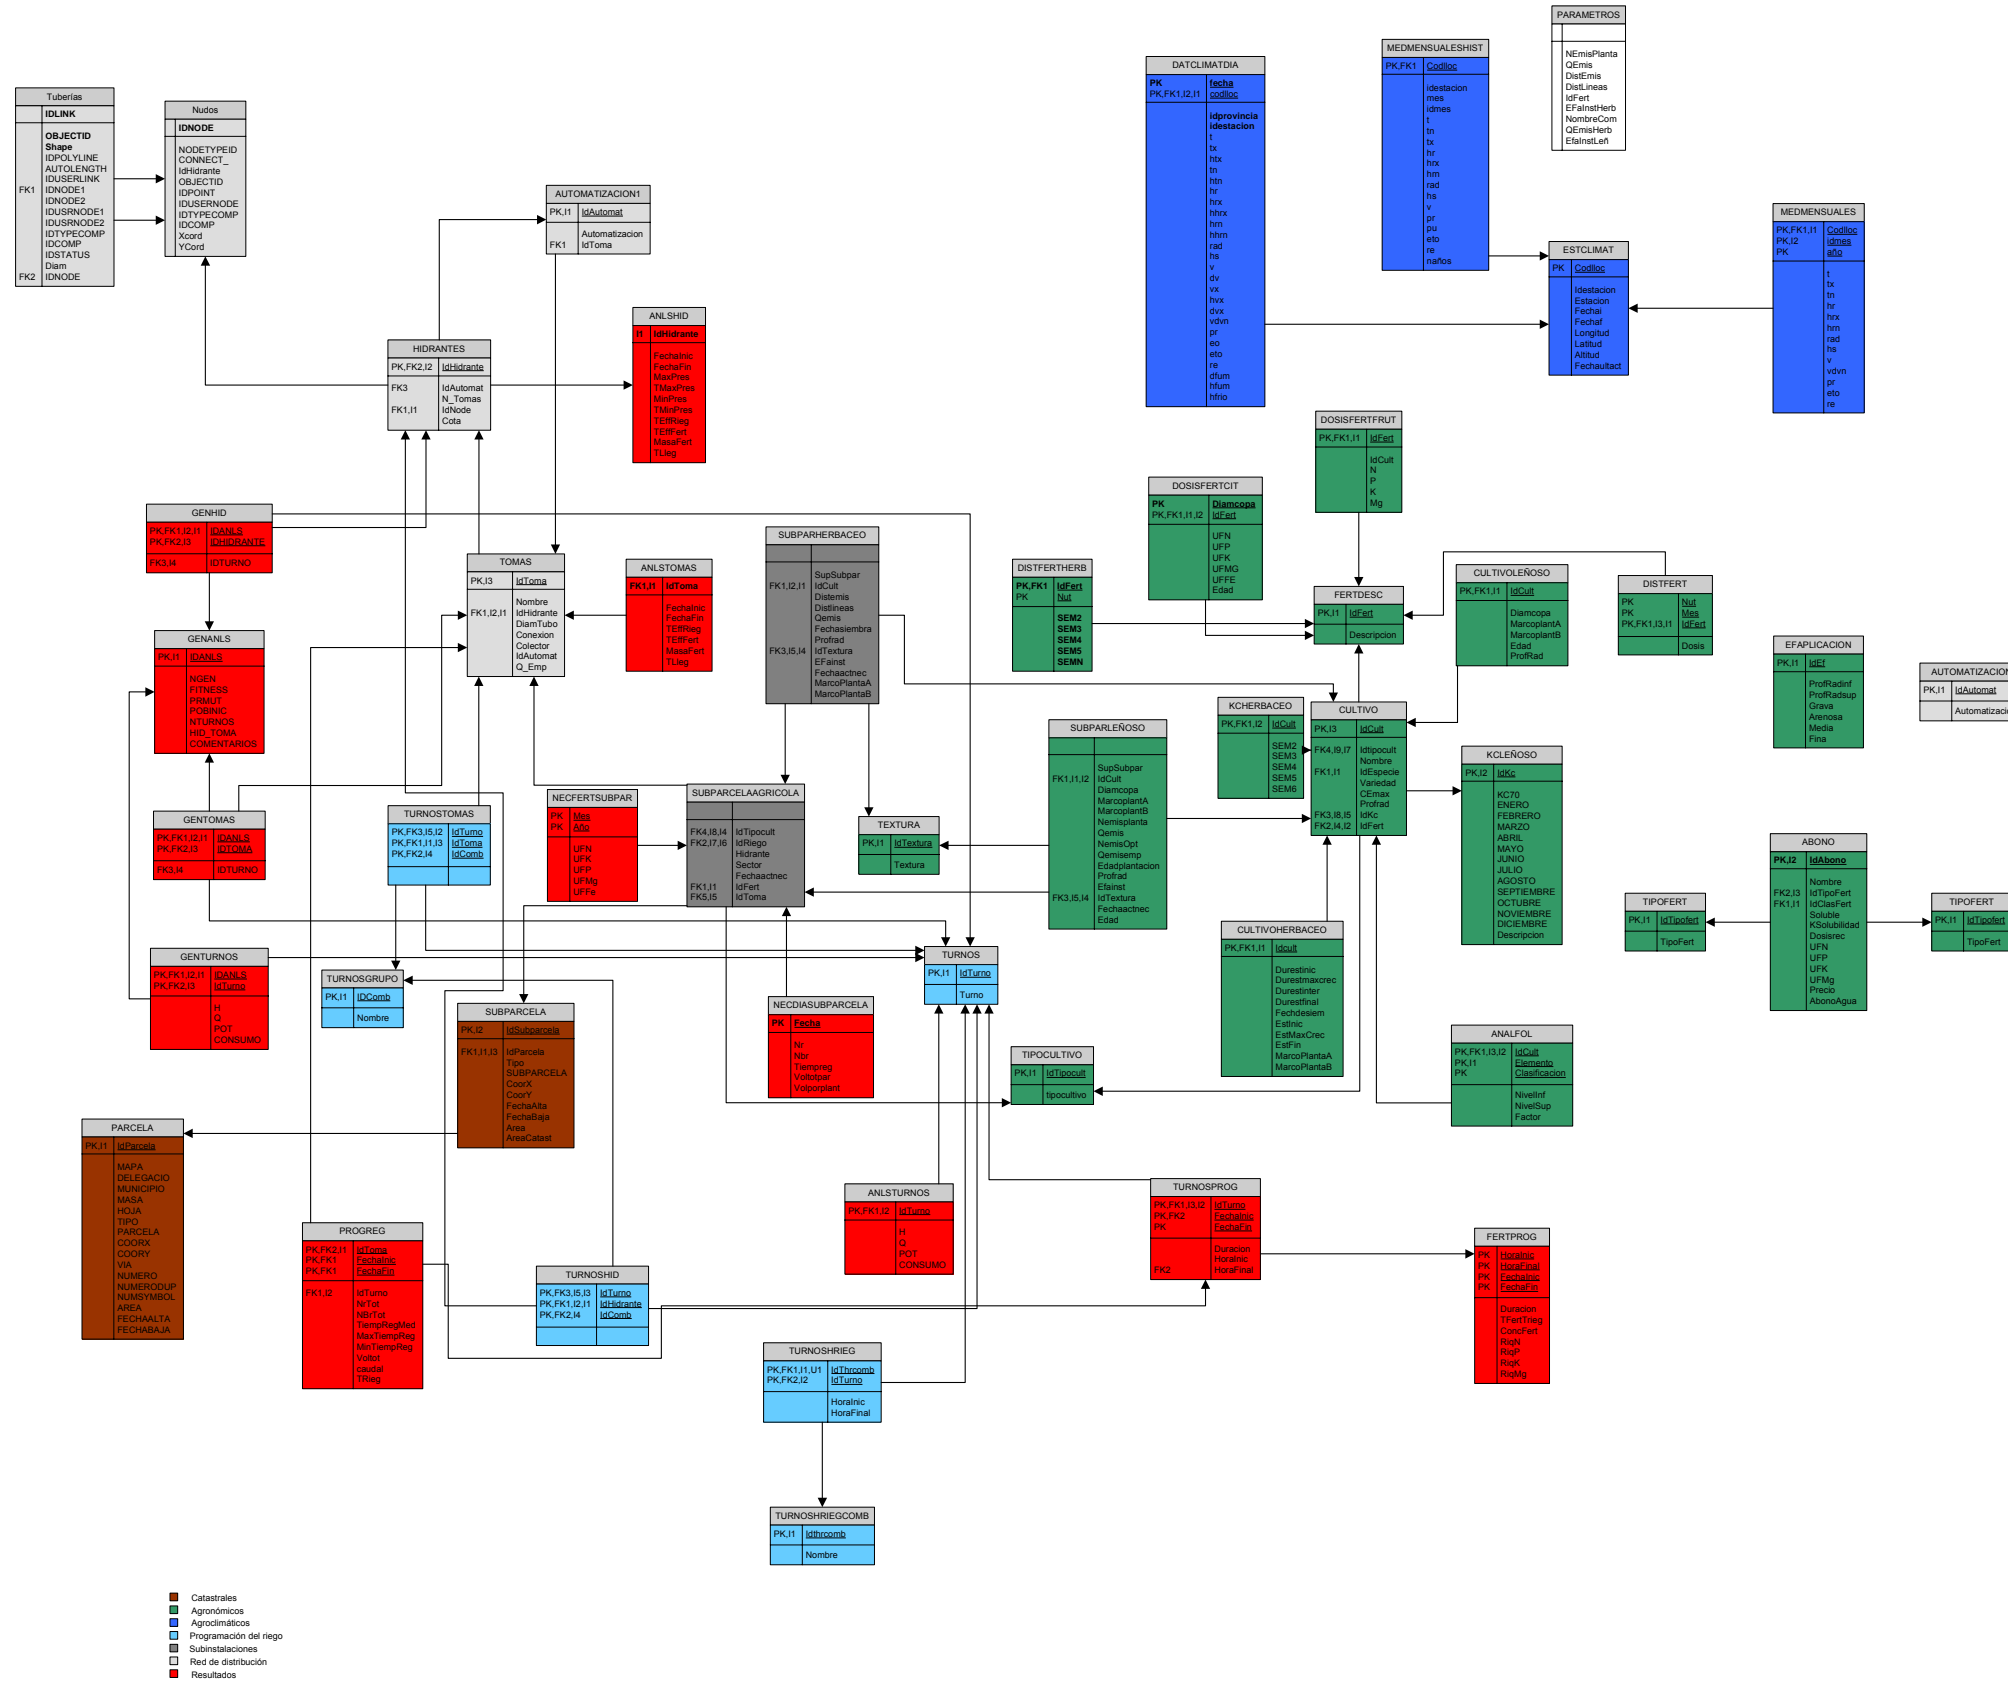 PARAMETROS
NEmisPlanta
QEmis
DistEmis
DistLineas
IdFert
EFaInstHerb
NombreCom
QEmisHerb
EfaInstLeñ
MEDMENSUALESHIST
PK,FK1 Codlloc
idestacion
mes
idmes
t
tn
tx
hr
hrx
hrn
rad
hs
v
pr
pu
eto
re
naños
DATCLIMATDIA
PK fecha
PK,FK1,I2,I1 codlloc
idprovincia
idestacion
t
tx
htx
tn
htn
hr
hrx
hhrx
hrn
hhrn
rad
hs
v
dv
vx
hvx
dvx
vdvn
pr
eo
eto
re
dfum
hfum
hfrio
Tuberías
IDLINK
OBJECTID
Shape
IDPOLYLINE
AUTOLENGTH
IDUSERLINK
FK1 IDNODE1
IDNODE2
IDUSRNODE1
IDUSRNODE2
IDTYPECOMP
IDCOMP
IDSTATUS
Diam
FK2 IDNODE
Nudos
IDNODE
NODETYPEID
CONNECT_
IdHidrante
OBJECTID
IDPOINT
IDUSERNODE
IDTYPECOMP
IDCOMP
Xcord
YCord
AUTOMATIZACION1
PK,I1 IdAutomat
Automatizacion
FK1 IdToma
MEDMENSUALES
PK,FK1,I1 Codlloc
PK,I2 idmes
PK año
t
tx
tn
hr
hrx
hrn
rad
hs
v
vdvn
pr
eto
re
ESTCLIMAT
PK Codlloc
Idestacion
Estacion
Fechai
Fechaf
Longitud
Latitud
Altitud
Fechaultact
ANLSHID
I1 IdHidrante
FechaInic
FechaFin
MaxPres
TMaxPres
MinPres
TMinPres
TEffRieg
TEffFert
MasaFert
TLleg
HIDRANTES
PK,FK2,I2 IdHidrante
FK3 IdAutomat
N_Tomas
FK1,I1 IdNode
Cota
DOSISFERTFRUT
PK,FK1,I1 IdFert
IdCult
N
P
K
Mg
DOSISFERTCIT
PK Diamcopa
PK,FK1,I1,I2 IdFert
UFN
UFP
UFK
UFMG
UFFE
Edad
GENHID
PK,FK1,I2,I1 IDANLS
PK,FK2,I3 IDHIDRANTE
FK3,I4 IDTURNO
SUBPARHERBACEO
SupSubpar
FK1,I2,I1 IdCult
Distemis
Distlineas
Qemis
Fechasiembra
Profrad
FK3,I5,I4 IdTextura
EFainst
Fechaactnec
MarcoPlantaA
MarcoPlantaB
TOMAS
PK,I3 IdToma
Nombre
FK1,I2,I1 IdHidrante
DiamTubo
Conexion
Colector
IdAutomat
Q_Emp
ANLSTOMAS
FK1,I1 IdToma
FechaInic
FechaFin
TEffRieg
TEffFert
MasaFert
TLleg
DISTFERTHERB
PK,FK1 IdFert
PK Nut
SEM2
SEM3
SEM4
SEM5
SEMN
FERTDESC
PK,I1 IdFert
Descripcion
CULTIVOLEÑOSO
PK,FK1,I1 IdCult
Diamcopa
MarcoplantA
MarcoplantB
Edad
ProfRad
DISTFERT
PK Nut
PK Mes
PK,FK1,I3,I1 IdFert
Dosis
GENANLS
PK,I1 IDANLS
NGEN
FITNESS
PRMUT
POBINIC
NTURNOS
HID_TOMA
COMENTARIOS
EFAPLICACION
PK,I1 IdEf
ProfRadinf
ProfRadsup
Grava
Arenosa
Media
Fina
AUTOMATIZACION
PK,I1 IdAutomat
Automatizaci
KCHERBACEO
PK,FK1,I2 IdCult
SEM2
SEM3
SEM4
SEM5
SEM6
CULTIVO
PK,I3 IdCult
FK4,I9,I7 Idtipocult
Nombre
FK1,I1 IdEspecie
Variedad
CEmax
Profrad
FK3,I8,I5 IdKc
FK2,I4,I2 IdFert
SUBPARLEÑOSO
SupSubpar
FK1,I1,I2 IdCult
Diamcopa
MarcoplantA
MarcoplantB
Nemisplanta
Qemis
NemisOpt
Qemisemp
Edadplantacion
Profrad
Efainst
FK3,I5,I4 IdTextura
Fechaactnec
Edad
KCLEÑOSO
PK,I2 IdKc
KC70
ENERO
FEBRERO
MARZO
ABRIL
MAYO
JUNIO
JULIO
AGOSTO
SEPTIEMBRE
OCTUBRE
NOVIEMBRE
DICIEMBRE
Descripcion
GENTOMAS
PK,FK1,I2,I1 IDANLS
PK,FK2,I3 IDTOMA
FK3,I4 IDTURNO
TURNOSTOMAS
PK,FK3,I5,I2 IdTurno
PK,FK1,I1,I3 IdToma
PK,FK2,I4 IdComb
NECFERTSUBPAR
PK Mes
PK Año
UFN
UFK
UFP
UFMg
UFFe
SUBPARCELAAGRICOLA
FK4,I8,I4 IdTipocult
FK2,I7,I6 IdRiego
Hidrante
Sector
Fechaactnec
FK1,I1 IdFert
FK5,I5 IdToma
TEXTURA
PK,I1 IdTextura
Textura
ABONO
PK,I2 IdAbono
Nombre
FK2,I3 IdTipoFert
FK1,I1 IdClasFert
Soluble
KSolubilidad
Dosisrec
UFN
UFP
UFK
UFMg
Precio
AbonoAgua
TIPOFERT
PK,I1 IdTipofert
TipoFert
TIPOFERT
PK,I1 IdTipofert
TipoFert
CULTIVOHERBACEO
PK,FK1,I1 Idcult
Durestinic
Durestmaxcrec
Durestinter
Durestfinal
Fechdesiem
EstInic
EstMaxCrec
EstFin
MarcoPlantaA
MarcoPlantaB
GENTURNOS
PK,FK1,I2,I1 IDANLS
PK,FK2,I3 IdTurno
H
Q
POT
CONSUMO
TURNOSGRUPO
PK,I1 IDComb
Nombre
TURNOS
PK,I1 IdTurno
Turno
SUBPARCELA
PK,I2 IdSubparcela
FK1,I1,I3 IdParcela
Tipo
SUBPARCELA
CoorX
CoorY
FechaAlta
FechaBaja
Area
AreaCatast
NECDIASUBPARCELA
PK Fecha
Nr
Nbr
Tiempreg
Voltotpar
Volporplant
TIPOCULTIVO
PK,I1 IdTipocult
tipocultivo
ANALFOL
PK,FK1,I3,I2 IdCult
PK,I1 Elemento
PK Clasificacion
NivelInf
NivelSup
Factor
PARCELA
PK,I1 IdParcela
MAPA
DELEGACIO
MUNICIPIO
MASA
HOJA
TIPO
PARCELA
COORX
COORY
VIA
NUMERO
NUMERODUP
NUMSYMBOL
AREA
FECHAALTA
FECHABAJA
ANLSTURNOS
PK,FK1,I2 IdTurno
H
Q
POT
CONSUMO
TURNOSPROG
PK,FK1,I3,I2 IdTurno
PK,FK2 FechaInic
PK FechaFin
Duracion
HoraInic
FK2 HoraFinal
PROGREG
PK,FK2,I1 IdToma
PK,FK1 FechaInic
PK,FK1 FechaFin
FK1,I2 IdTurno
NrTot
NBrTot
TiempRegMed
MaxTiempReg
MinTiempReg
Voltot
caudal
TRieg
FERTPROG
PK HoraInic
PK HoraFinal
PK FechaInic
PK FechaFin
Duracion
TFertTrieg
ConcFert
RiqN
RiqP
RiqK
RiqMg
TURNOSHID
PK,FK3,I5,I3 IdTurno
PK,FK1,I2,I1 IdHidrante
PK,FK2,I4 IdComb
TURNOSHRIEG
PK,FK1,I1,U1 IdThrcomb
PK,FK2,I2 IdTurno
HoraInic
HoraFinal
TURNOSHRIEGCOMB
PK,I1 Idthrcomb
Nombre
Catastrales
Agronómicos
Agroclimáticos
Programación del riego
Subinstalaciones
Red de distribución
Resultados